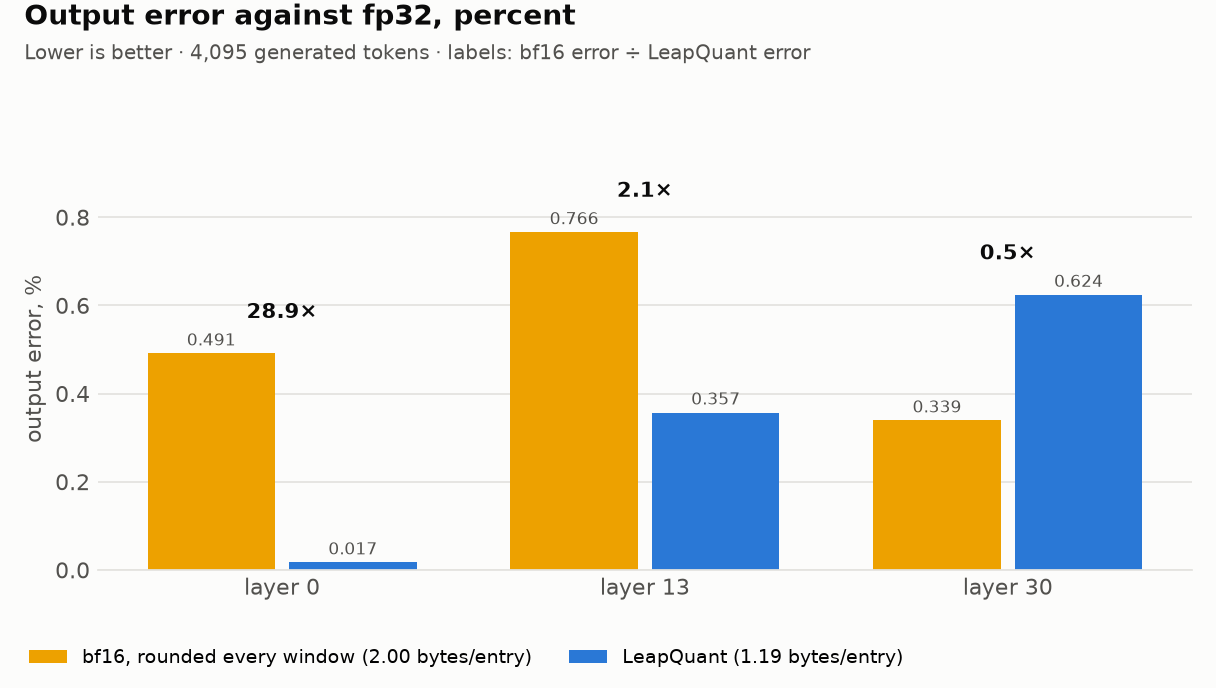 Output error against fp32, percent
Lower is better · 4,095 generated tokens · labels: bf16 error ÷ LeapQuant error
output error, %
0.8
0.6
0.4
0.2
0.0
28.9×
0.491
0.017
2.1×
0.766
0.357
0.5×
0.339
0.624
layer 0
layer 13
layer 30
bf16, rounded every window (2.00 bytes/entry)
LeapQuant (1.19 bytes/entry)